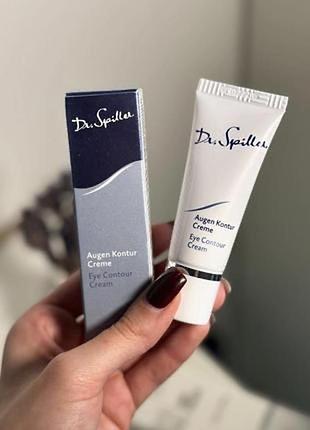 Dr. Spiller
Augen Kontur
Creme
Eye Contour
Cream
Dr. Spiller
Augen Kontur
Creme
Eye Contour
Cream